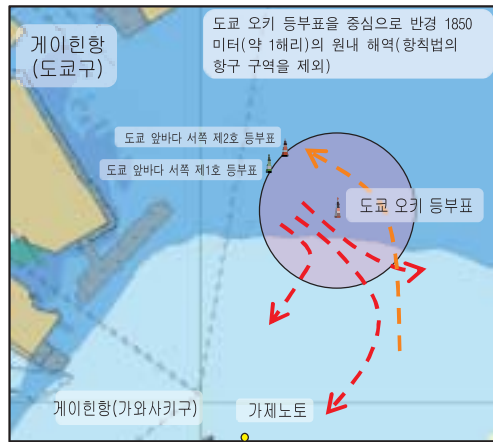 게이힌항
(도쿄구)
도쿄 오키 등부표을 중심으로 반경 1850
미터(약 1해리)의 원내 해역(항칙법의
항구 구역을 제외)
도쿄 앞바다 서쪽 제2호 등부표
도쿄 앞바다 서쪽 제1호 등부표
도쿄 오키 등부표
게이힌항(가와사키구)
가제노토